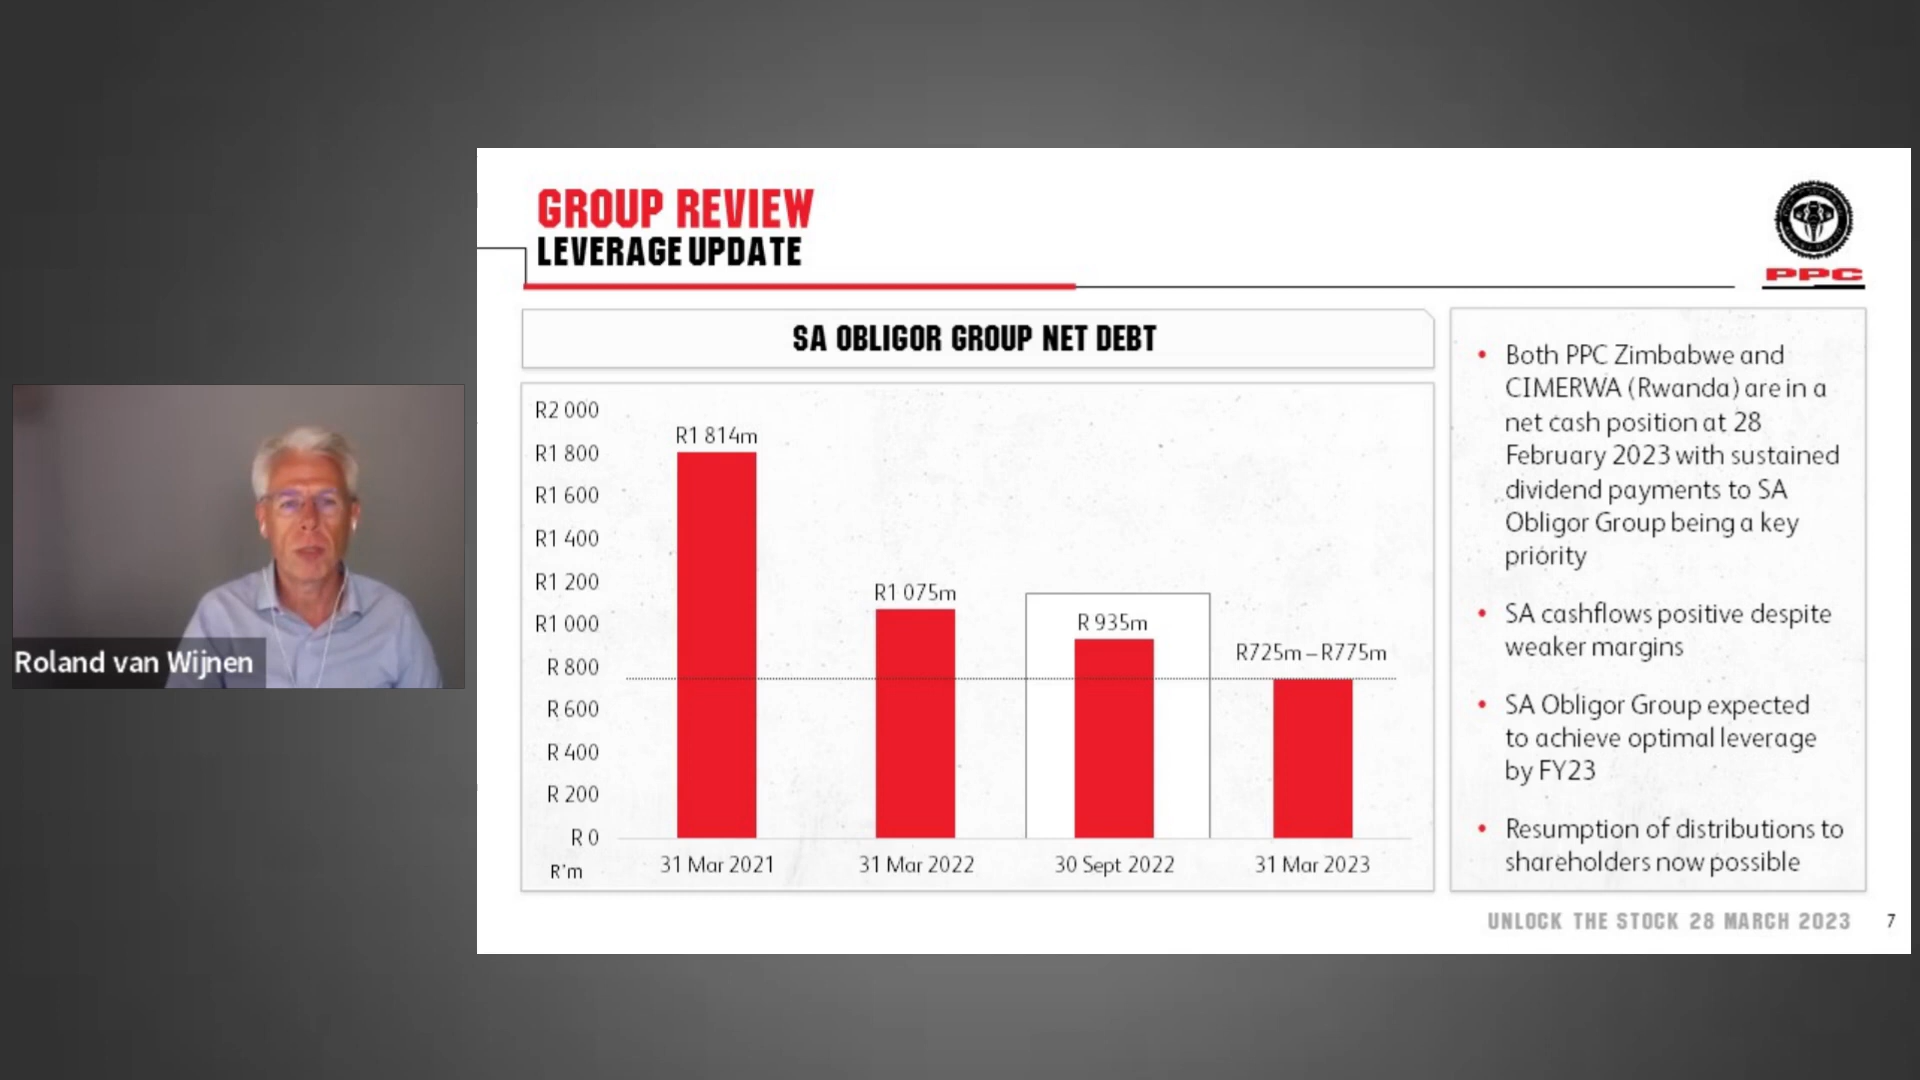 GROUP REVIEW
LEVERAGE UPDATE
PPC
SA OBLIGOR GROUP NET DEBT
R2 000
R1 800
R1 600
R1 400
R1 200
R1 000
R 800
R 600
R 400
R 200
R 0
R'm
R1 814m
R1 075m
R 935m
R725m – R775m
31 Mar 2021
31 Mar 2022
30 Sept 2022
31 Mar 2023
• Both PPC Zimbabwe and
CIMERWA (Rwanda) are in a
net cash position at 28
February 2023 with sustained
dividend payments to SA
Obligor Group being a key
priority
• SA cashflows positive despite
weaker margins
• SA Obligor Group expected
to achieve optimal leverage
by FY23
• Resumption of distributions to
shareholders now possible
UNLOCK THE STOCK 28 MARCH 2023 7
Roland van Wijnen